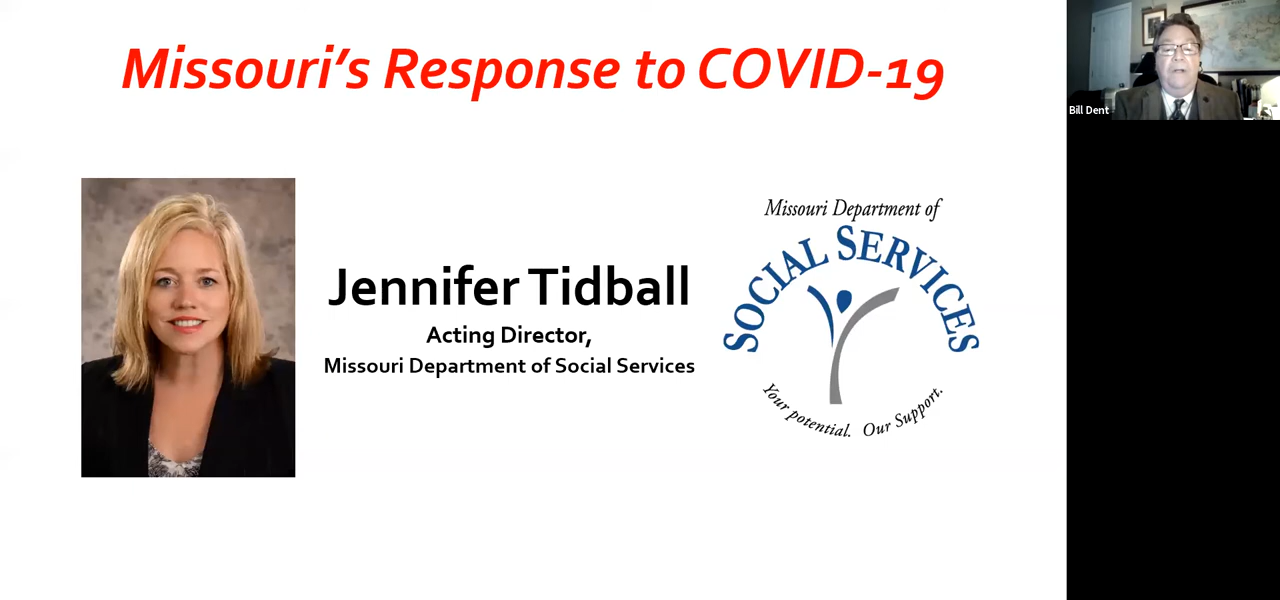 Missouri's Response to COVID-19
Bill Dent
Jennifer Tidball
Acting Director,
Missouri Department of Social Services
Missouri Department of
SOCIAL SERVICES
Your potential. Our Support.